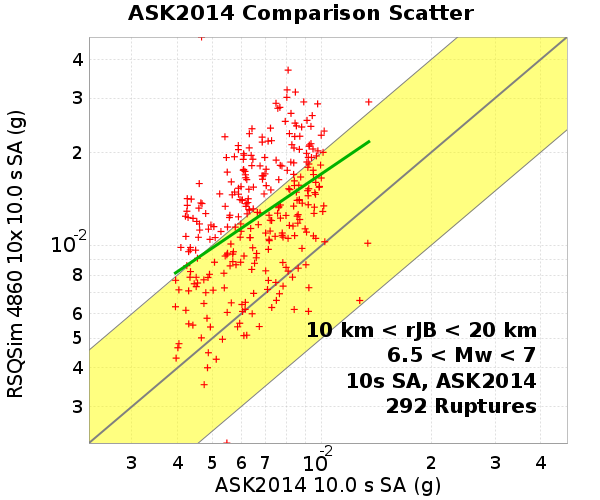 ASK2014 Comparison Scatter
RSQSim 4860 10x 10.0 s SA (g)
4
3
2
10-2
8
6
5
4
3
10 km < rJB < 20 km
6.5 < Mw < 7
10s SA, ASK2014
292 Ruptures
3 4 5 6 7 10-2 2 3 4
ASK2014 10.0 s SA (g)